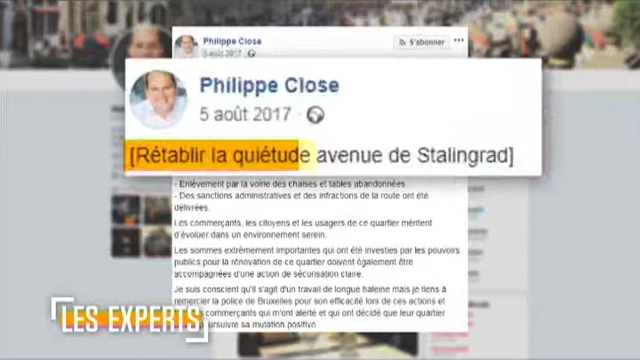 Philippe Close
5 août 2017
S'abonner
Philippe Close
5 août 2017
[Rétablir la quiétude avenue de Stalingrad]
- Enlèvement par la voirie des chaises et tables abandonnées
- Des sanctions administratives et des infractions de la route ont été
délivrées.
Les commerçants, les citoyens et les usagers de ce quartier méritent
d'évoluer dans un environnement serein.
Les sommes extrêmement importantes qui ont été investies par les pouvoirs
publics pour la rénovation de ce quartier doivent également être
accompagnées d'une action de sécurisation claire.
Je suis conscient qu'il s'agit d'un travail de longue haleine mais je tiens à
remercier la police de Bruxelles pour son efficacité lors de ces actions et
commerçants qui m'ont alerté et qui ont décidé que leur quartier
sa mutation positive.
LES EXPERTS